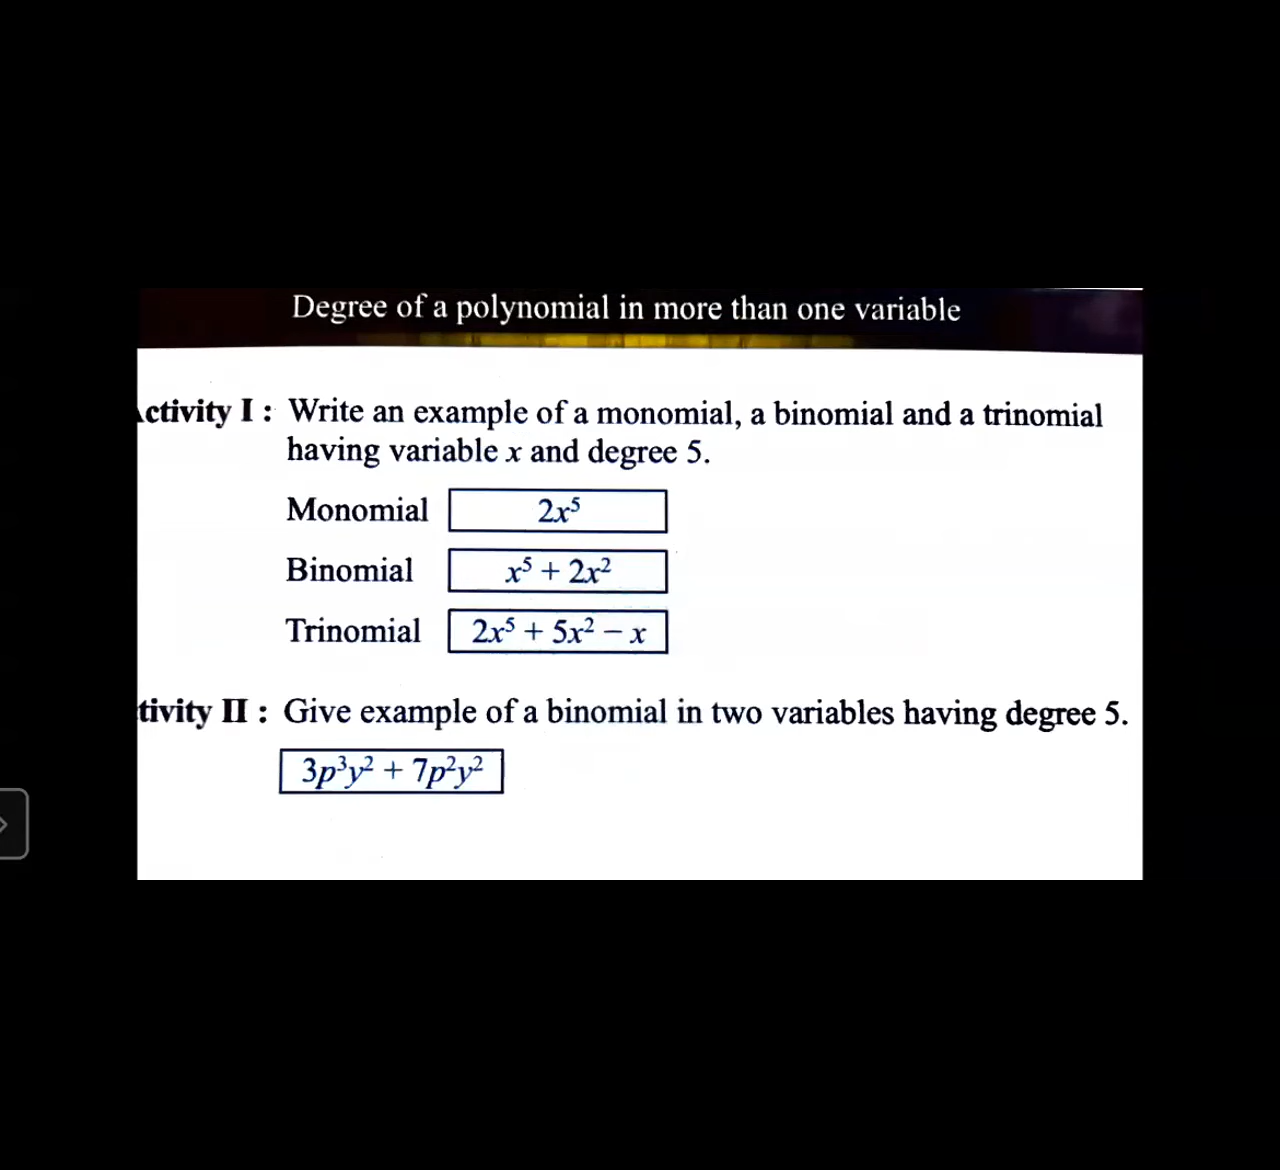 Degree of a polynomial in more than one variable
ctivity I : Write an example of a monomial, a binomial and a trinomial
having variable x and degree 5.
Monomial 2x⁵
Binomial x⁵ + 2x²
Trinomial 2x⁵ + 5x² − x
tivity II : Give example of a binomial in two variables having degree 5.
3p³y² + 7p²y²